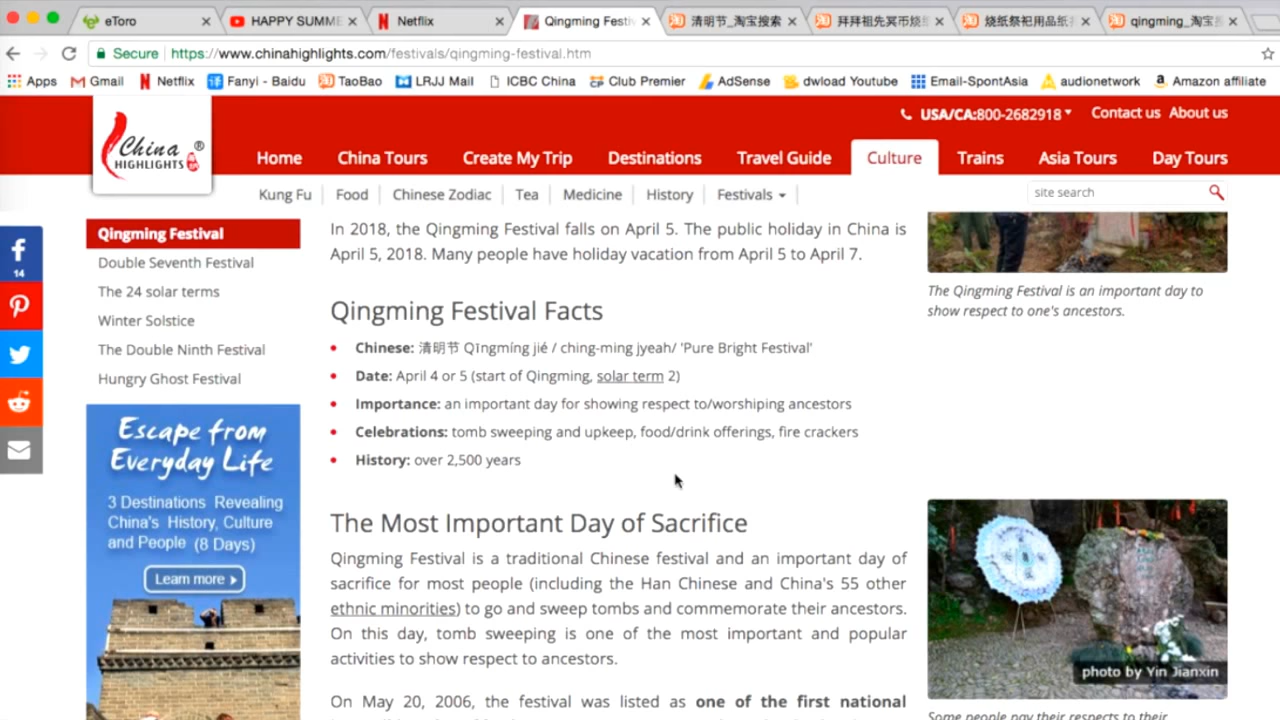 eToro
HAPPY SUMME
Netflix
Qingming Festiv
清明节_淘宝搜索
拜拜祖先冥币烧
烧纸祭祀用品纸
qingming_淘宝
Secure
https://www.chinahighlights.com/festivals/qingming-festival.htm
Apps
Gmail
Netflix
Fanyi - Baidu
TaoBao
LRJJ Mail
ICBC China
Club Premier
AdSense
dwload Youtube
Email-SpontAsia
audionetwork
Amazon affiliate
China
HIGHLIGHTS
®
USA/CA:800-2682918
Contact us
About us
Home
China Tours
Create My Trip
Destinations
Travel Guide
Culture
Trains
Asia Tours
Day Tours
Kung Fu
Food
Chinese Zodiac
Tea
Medicine
History
Festivals
site search
14
Qingming Festival
Double Seventh Festival
The 24 solar terms
Winter Solstice
The Double Ninth Festival
Hungry Ghost Festival
Escape from
Everyday Life
3 Destinations Revealing
China's History, Culture
and People (8 Days)
Learn more
In 2018, the Qingming Festival falls on April 5. The public holiday in China is
April 5, 2018. Many people have holiday vacation from April 5 to April 7.
Qingming Festival Facts
Chinese: 清明节 Qīngmíng jié / ching-ming jyeah/ 'Pure Bright Festival'
Date: April 4 or 5 (start of Qingming, solar term 2)
Importance: an important day for showing respect to/worshiping ancestors
Celebrations: tomb sweeping and upkeep, food/drink offerings, fire crackers
History: over 2,500 years
The Most Important Day of Sacrifice
Qingming Festival is a traditional Chinese festival and an important day of
sacrifice for most people (including the Han Chinese and China's 55 other
ethnic minorities) to go and sweep tombs and commemorate their ancestors.
On this day, tomb sweeping is one of the most important and popular
activities to show respect to ancestors.
On May 20, 2006, the festival was listed as one of the first national
The Qingming Festival is an important day to
show respect to one's ancestors.
photo by Yin Jianxin
Some people pay their respects to their